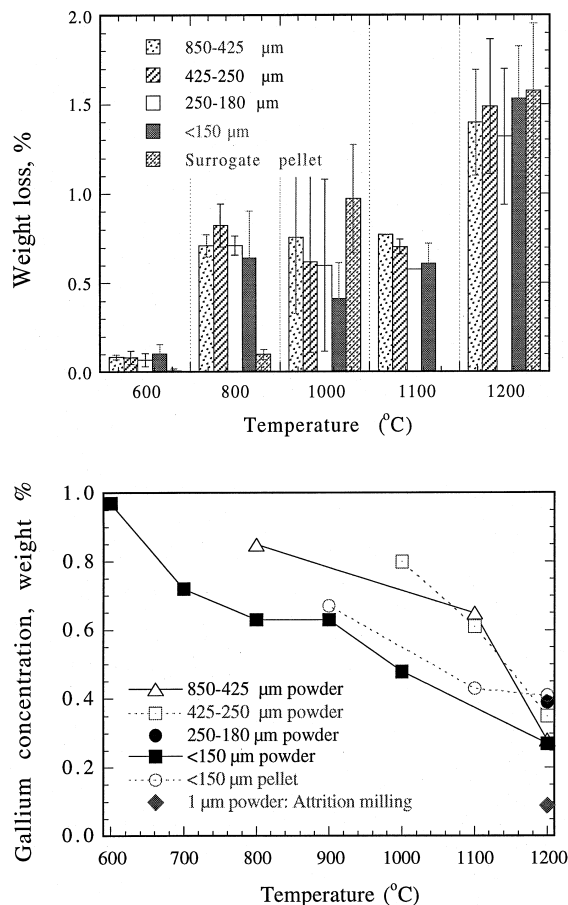 2.0
850-425 µm
425-250 µm
1.5
250-180 µm
<150 µm
Surrogate pellet
1.0
0.5
0.0
Weight loss, %
600 800 1000 1100 1200
Temperature (°C)
1.0
0.8
0.6
0.4
0.2
0.0
Gallium concentration, weight %
850-425 µm powder
425-250 µm powder
250-180 µm powder
<150 µm powder
<150 µm pellet
1 µm powder: Attrition milling
600 700 800 900 1000 1100 1200
Temperature (°C)